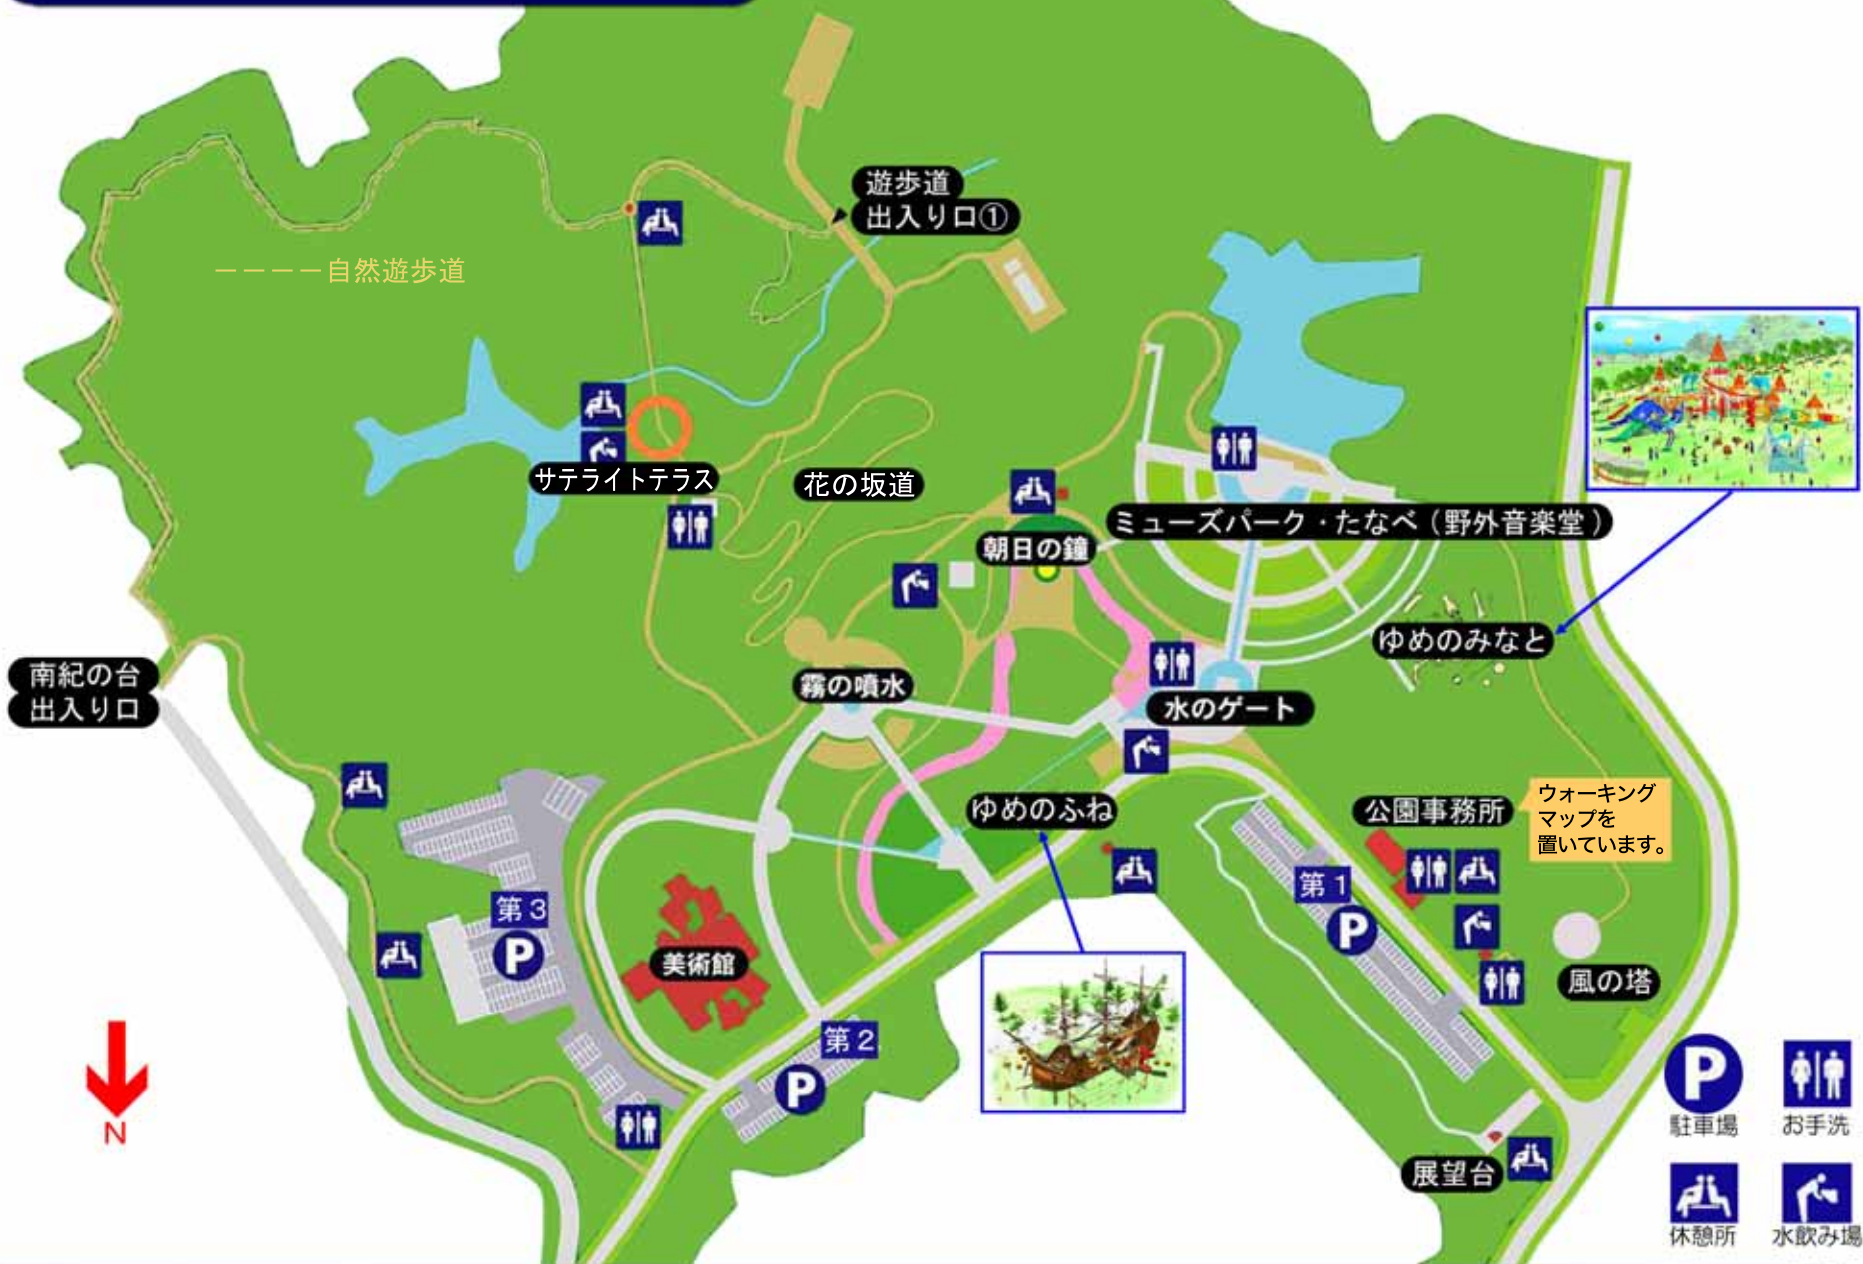 遊歩道
出入り口①
----自然遊歩道
サテライトテラス
花の坂道
ミューズパーク・たなべ(野外音楽堂)
朝日の鐘
ゆめのみなと
南紀の台
出入り口
霧の噴水
水のゲート
ゆめのふね
公園事務所
ウォーキング
マップを
置いています。
第1
P
第3
P
美術館
風の塔
第2
P
N
展望台
P
駐車場
お手洗
休憩所
水飲み場